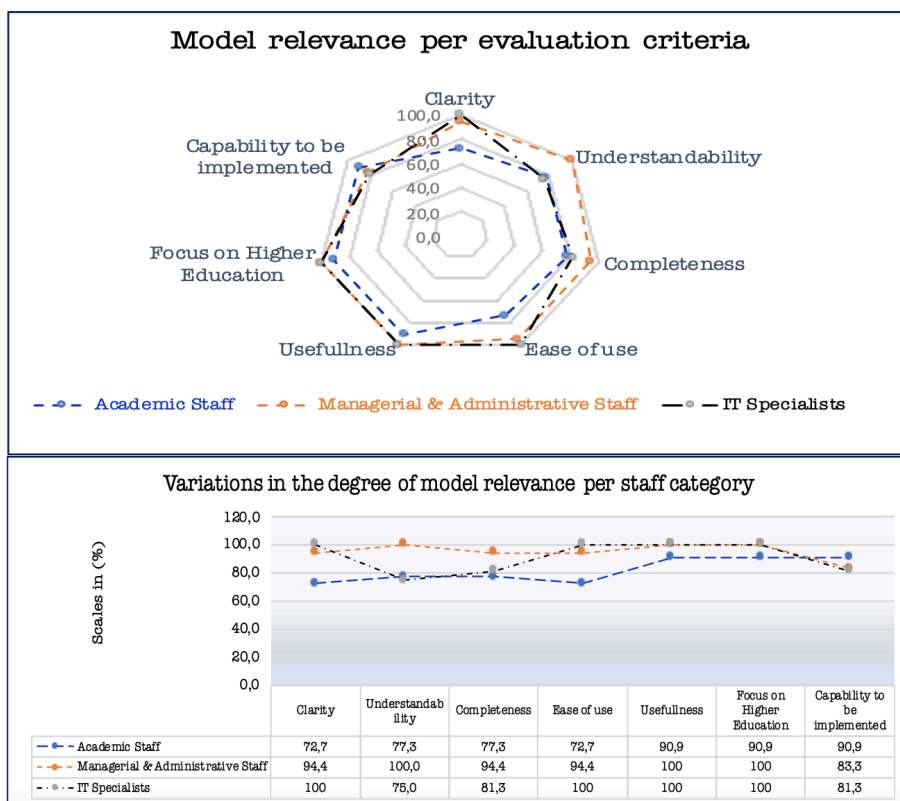 Model relevance per evaluation criteria
Clarity
100,0
80,0
60,0
40,0
20,0
0,0
Understandability
Completeness
Ease of use
Usefullness
Focus on Higher
Education
Capability to be
implemented
Academic Staff
Managerial & Administrative Staff
IT Specialists
Variations in the degree of model relevance per staff category
Scales in (%)
120,0
100,0
80,0
60,0
40,0
20,0
0,0
Clarity
Understandab
ility
Completeness
Ease of use
Usefullness
Focus on
Higher
Education
Capability to
be
implemented
Academic Staff 72,7 77,3 77,3 72,7 90,9 90,9 90,9
Managerial & Administrative Staff 94,4 100,0 94,4 94,4 100 100 83,3
IT Specialists 100 75,0 81,3 100 100 100 81,3